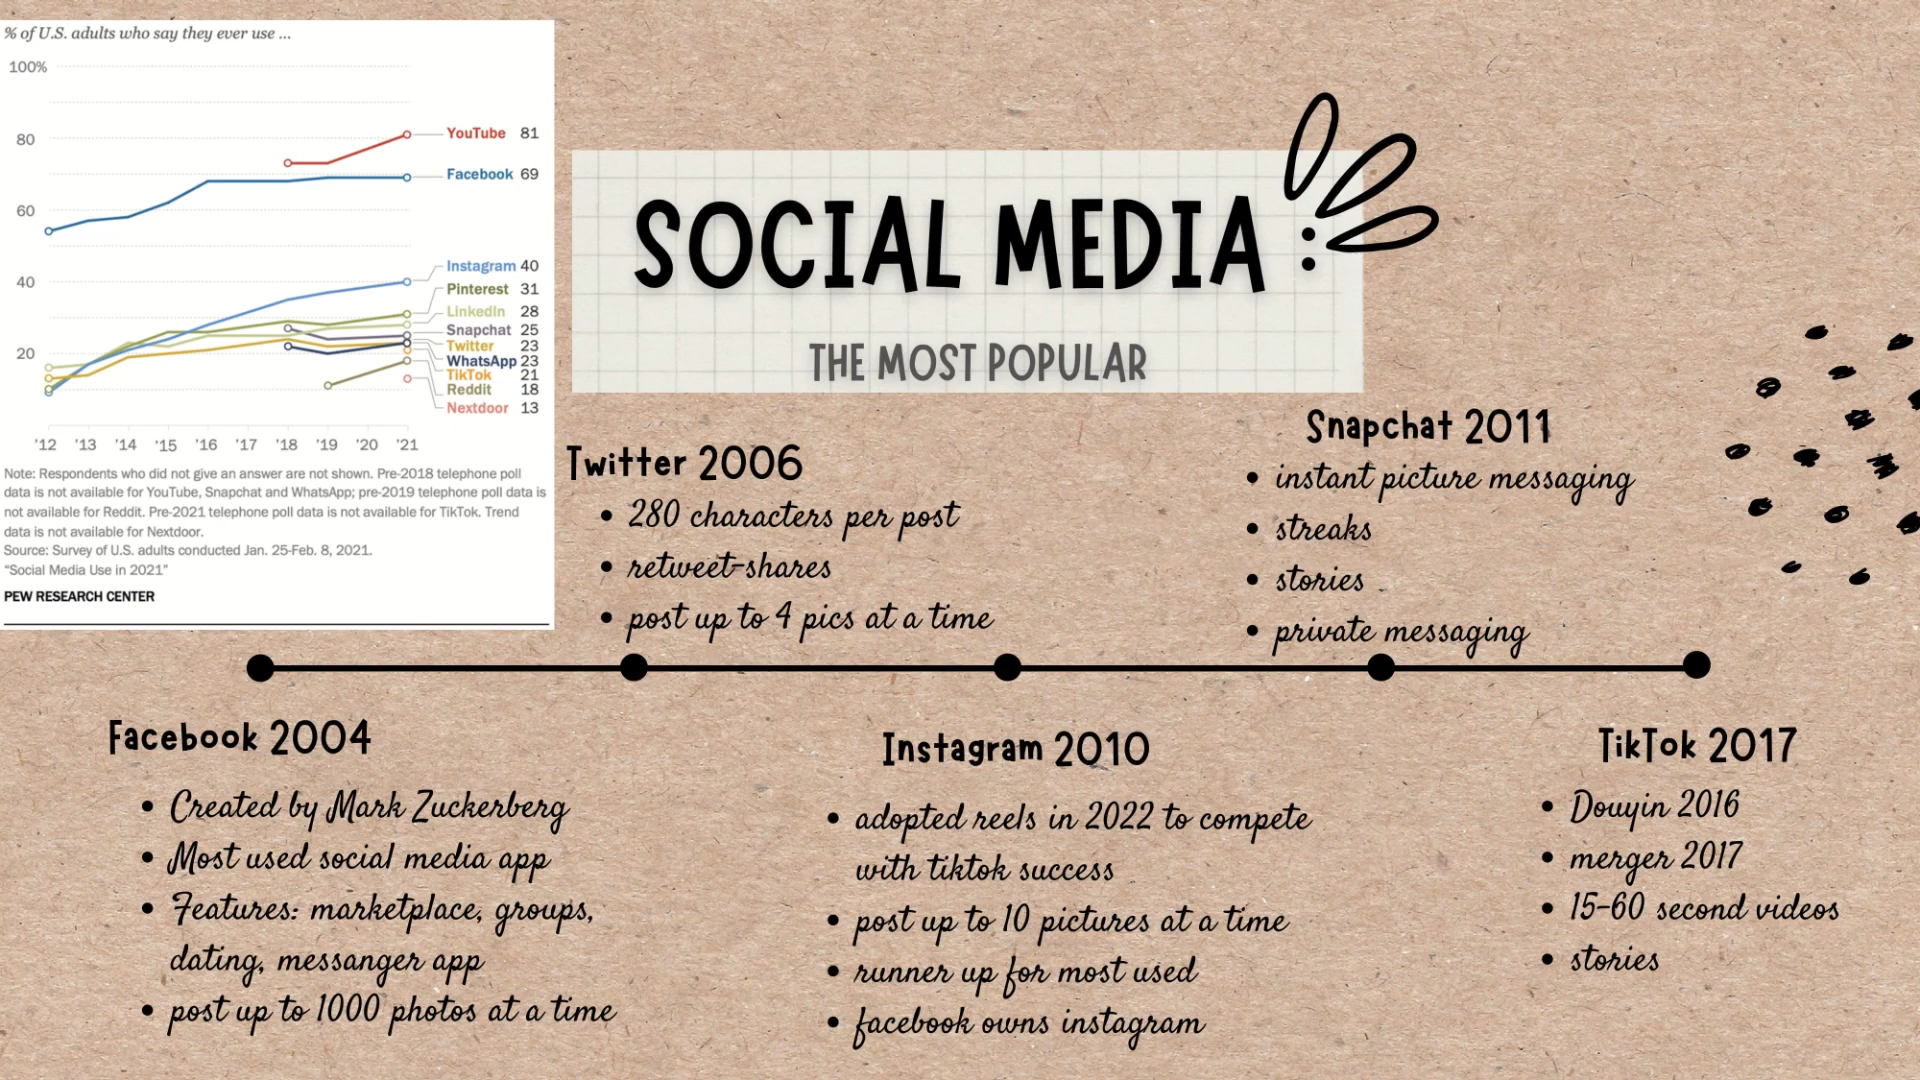 % of U.S. adults who say they ever use ...
100%
80
60
40
20
YouTube 81
Facebook 69
Instagram 40
Pinterest 31
LinkedIn 28
Snapchat 25
Twitter 23
WhatsApp 23
TikTok 21
Reddit 18
Nextdoor 13
'12 '13 '14 '15 '16 '17 '18 '19 '20 '21
Note: Respondents who did not give an answer are not shown. Pre-2018 telephone poll
data is not available for YouTube, Snapchat and WhatsApp; pre-2019 telephone poll data is
not available for Reddit. Pre-2021 telephone poll data is not available for TikTok. Trend
data is not available for Nextdoor.
Source: Survey of U.S. adults conducted Jan. 25-Feb. 8, 2021.
“Social Media Use in 2021”
PEW RESEARCH CENTER
SOCIAL MEDIA :
THE MOST POPULAR
Twitter 2006
• 280 characters per post
• retweet-shares
• post up to 4 pics at a time
Snapchat 2011
• instant picture messaging
• streaks
• stories
• private messaging
Facebook 2004
• Created by Mark Zuckerberg
• Most used social media app
• Features: marketplace, groups,
dating, messanger app
• post up to 1000 photos at a time
Instagram 2010
• adopted reels in 2022 to compete
with tiktok success
• post up to 10 pictures at a time
• runner up for most used
• facebook owns instagram
TikTok 2017
• Douyin 2016
• merger 2017
• 15-60 second videos
• stories